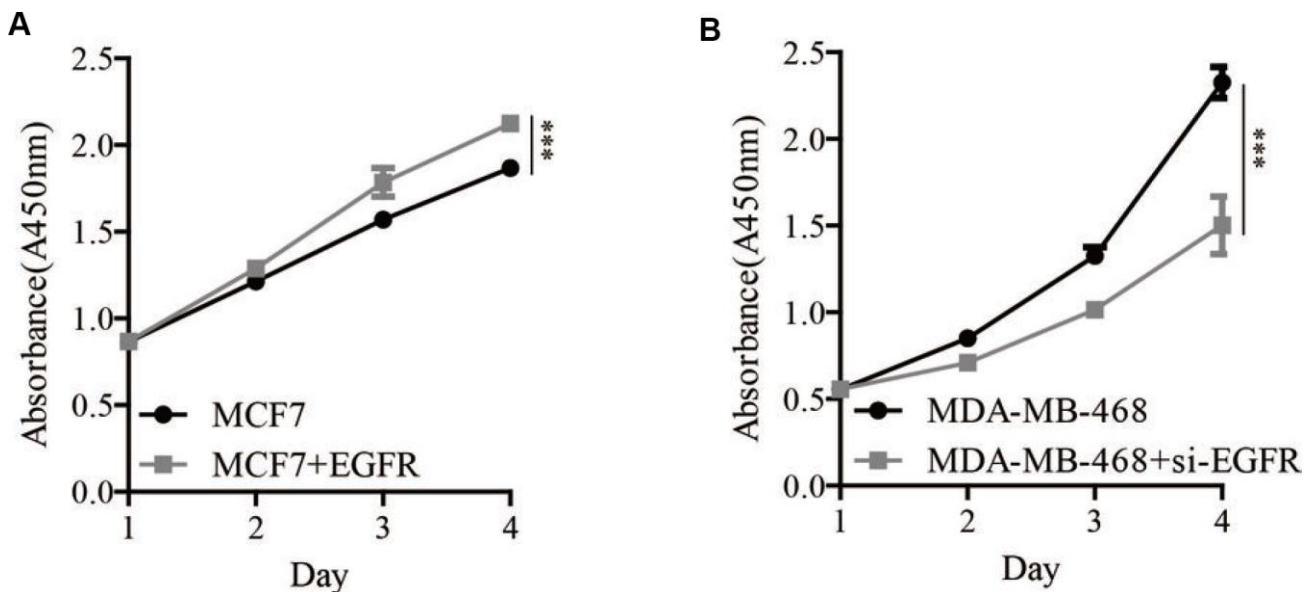 A
Absorbance(A450nm)
2.5
2.0
1.5
1.0
0.5
0.0
***
MCF7
MCF7+EGFR
1 2 3 4
Day
B
Absorbance(A450nm)
2.5
2.0
1.5
1.0
0.5
0.0
***
MDA-MB-468
MDA-MB-468+si-EGFR
1 2 3 4
Day